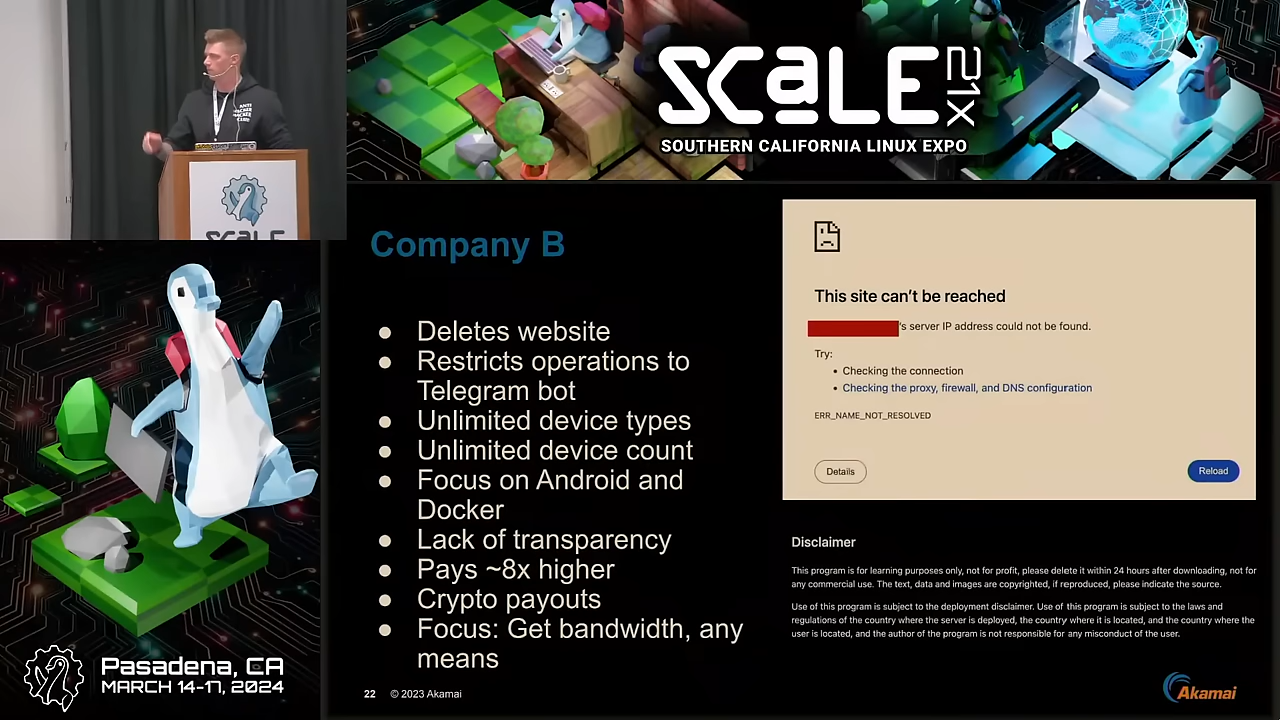 ANTI
CLUB
SCALE
SCALE
21X
SOUTHERN CALIFORNIA LINUX EXPO
Company B
● Deletes website
● Restricts operations to
Telegram bot
● Unlimited device types
● Unlimited device count
● Focus on Android and
Docker
● Lack of transparency
● Pays ~8x higher
● Crypto payouts
● Focus: Get bandwidth, any
means
22 © 2023 Akamai
This site can't be reached
's server IP address could not be found.
Try:
• Checking the connection
• Checking the proxy, firewall, and DNS configuration
ERR_NAME_NOT_RESOLVED
Details
Reload
Disclaimer
This program is for learning purposes only, not for profit, please delete it within 24 hours after downloading, not for
any commercial use. The text, data and images are copyrighted, if reproduced, please indicate the source.
Use of this program is subject to the deployment disclaimer. Use of this program is subject to the laws and
regulations of the country where the server is deployed, the country where it is located, and the country where the
user is located, and the author of the program is not responsible for any misconduct of the user.
Akamai
Pasadena, CA
MARCH 14-17, 2024